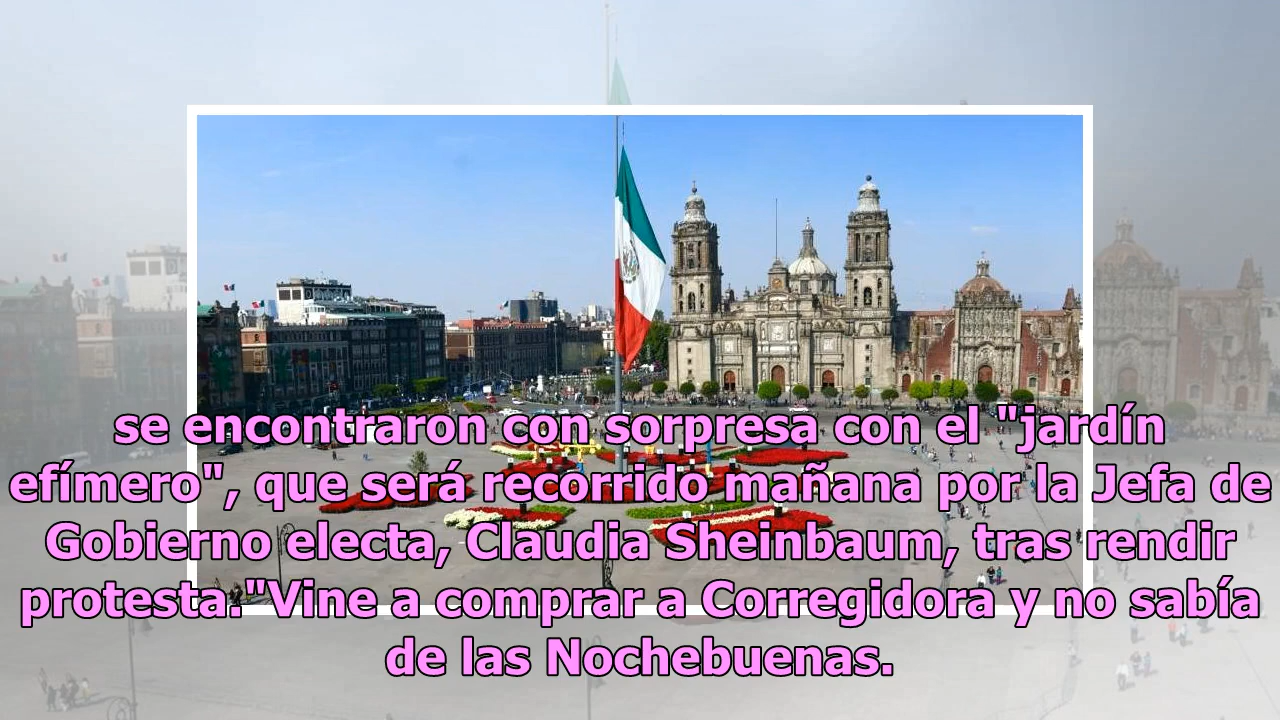 se encontraron con sorpresa con el "jardín
efímero", que será recorrido mañana por la Jefa de
Gobierno electa, Claudia Sheinbaum, tras rendir
protesta."Vine a comprar a Corregidora y no sabía
de las Nochebuenas.